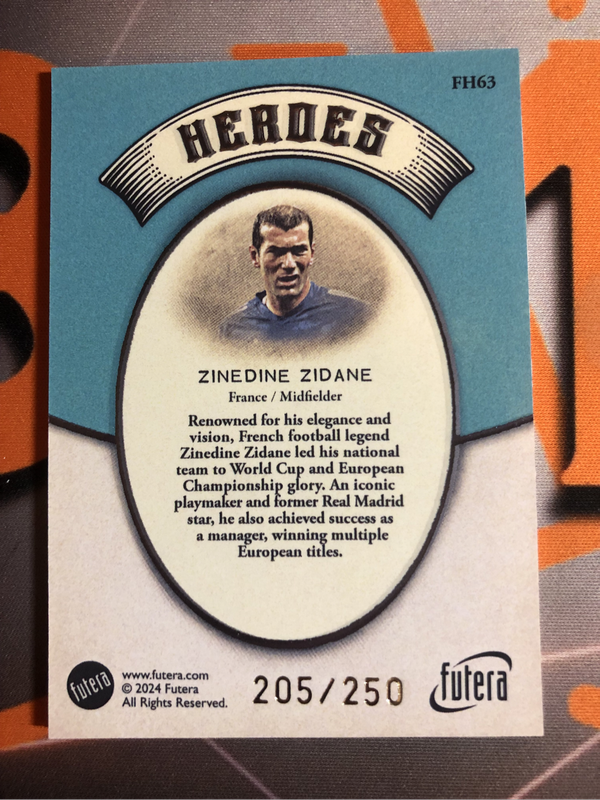 FH63
HEROES
ZINEDINE ZIDANE
France / Midfielder
Renowned for his elegance and
vision, French football legend
Zinedine Zidane led his national
team to World Cup and European
Championship glory. An iconic
playmaker and former Real Madrid
star, he also achieved success as
a manager, winning multiple
European titles.
futera
www.futera.com
© 2024 Futera
All Rights Reserved.
205/250
futera